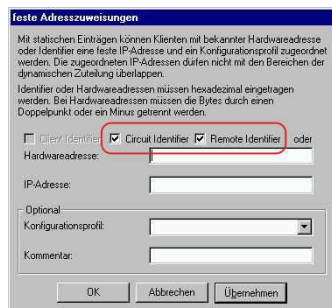 feste Adresszuweisungen
Mit statischen Einträgen können Klienten mit bekannter Hardwareadresse
oder Identifier eine feste IP-Adresse und ein Konfigurationsprofil zugeordnet
werden. Die zugeordneten IP-Adressen dürfen nicht mit den Bereichen der
dynamischen Zuteilung überlappen.
Identifier oder Hardwareadressen müssen hexadezimal eingetragen
werden. Bei Hardwareadressen müssen die Bytes durch einen
Doppelpunkt oder ein Minus getrennt werden.
Client Identifier Circuit Identifier Remote Identifier oder
Hardwareadresse:
IP-Adresse:
Optional
Konfigurationsprofil:
Kommentar:
OK Abbrechen Übernehmen